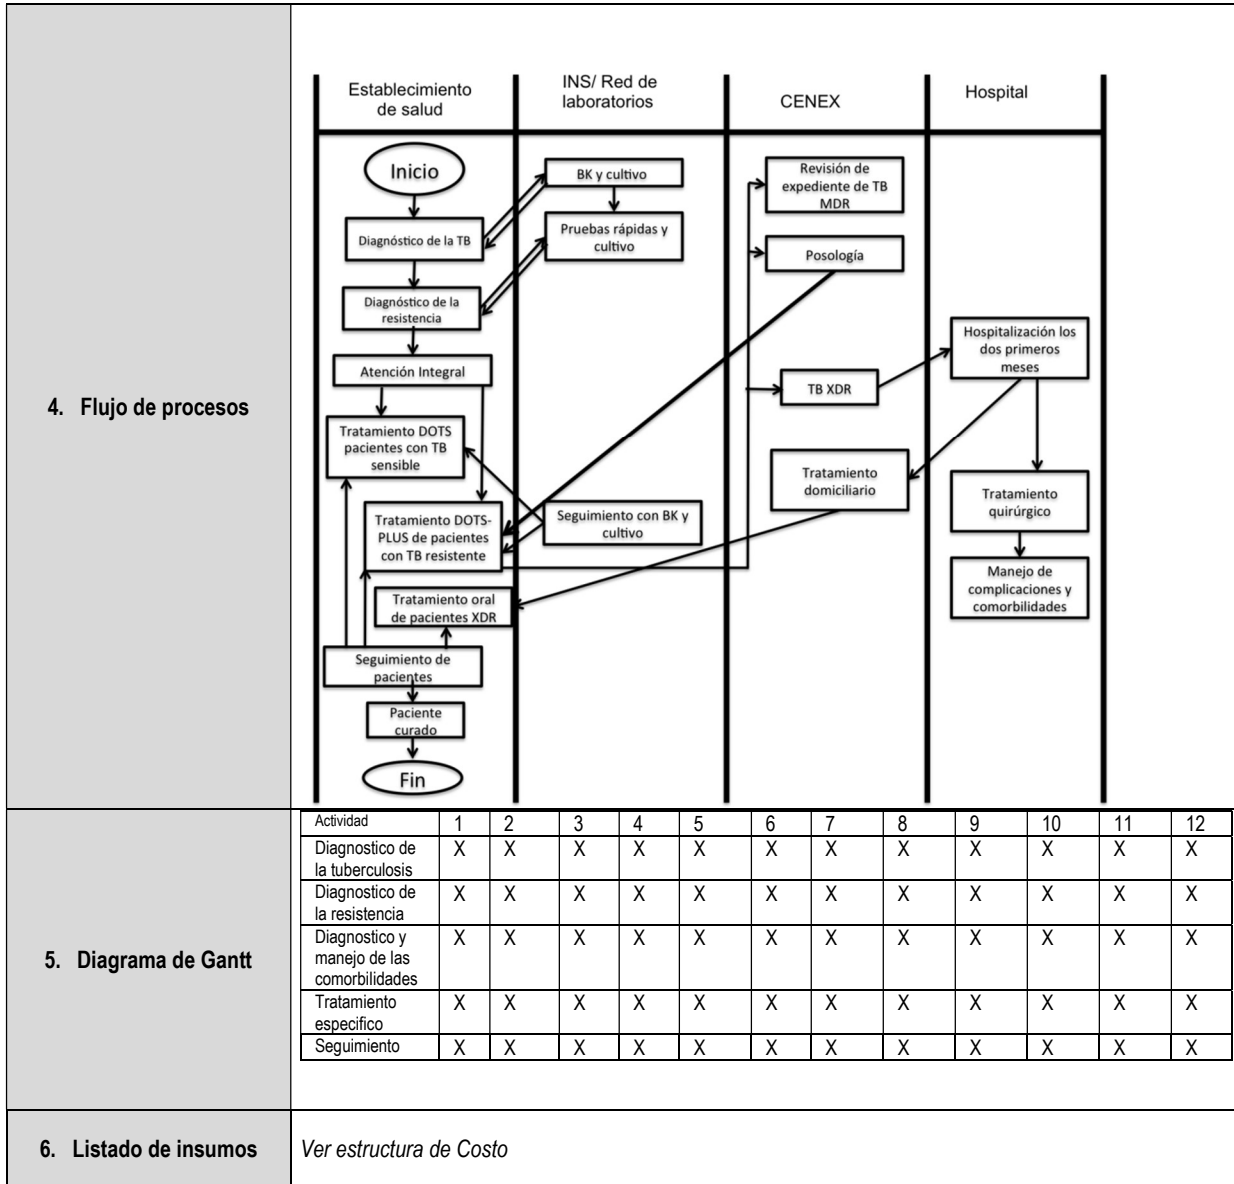 4. Flujo de procesos
Establecimiento
de salud
INS/ Red de
laboratorios
CENEX
Hospital
Inicio
Diagnóstico de la TB
Diagnóstico de la
resistencia
Atención Integral
Tratamiento DOTS
pacientes con TB
sensible
Tratamiento DOTS-
PLUS de pacientes
con TB resistente
Tratamiento oral
de pacientes XDR
Seguimiento de
pacientes
Paciente
curado
Fin
BK y cultivo
Pruebas rápidas y
cultivo
Seguimiento con BK y
cultivo
Revisión de
expediente de TB
MDR
Posología
TB XDR
Tratamiento
domiciliario
Hospitalización los
dos primeros
meses
Tratamiento
quirúrgico
Manejo de
complicaciones y
comorbilidades
5. Diagrama de Gantt
Actividad 1 2 3 4 5 6 7 8 9 10 11 12
Diagnostico de X X X X X X X X X X X X
la tuberculosis
Diagnostico de X X X X X X X X X X X X
la resistencia
Diagnostico y X X X X X X X X X X X X
manejo de las
comorbilidades
Tratamiento X X X X X X X X X X X X
especifico
Seguimiento X X X X X X X X X X X X
6. Listado de insumos
Ver estructura de Costo